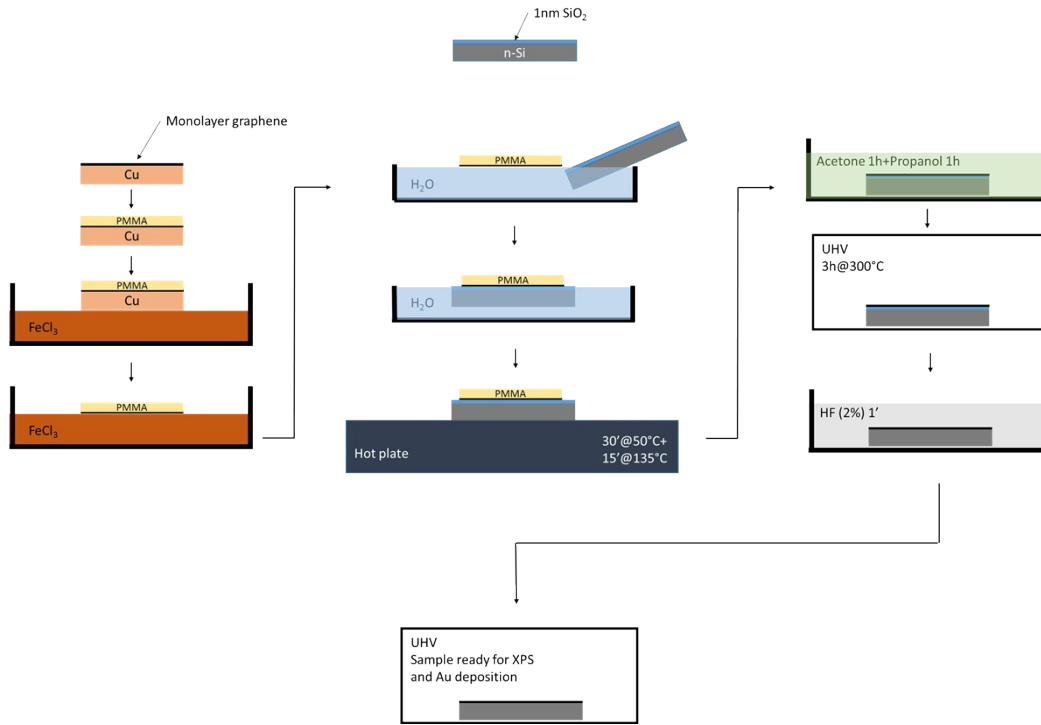 1nm SiO₂
n-Si
Monolayer graphene
Cu
PMMA
Cu
PMMA
Cu
FeCl₃
PMMA
FeCl₃
PMMA
H₂O
PMMA
H₂O
PMMA
Hot plate
30'@50°C+
15'@135°C
Acetone 1h+Propanol 1h
UHV
3h@300°C
HF (2%) 1'
UHV
Sample ready for XPS
and Au deposition